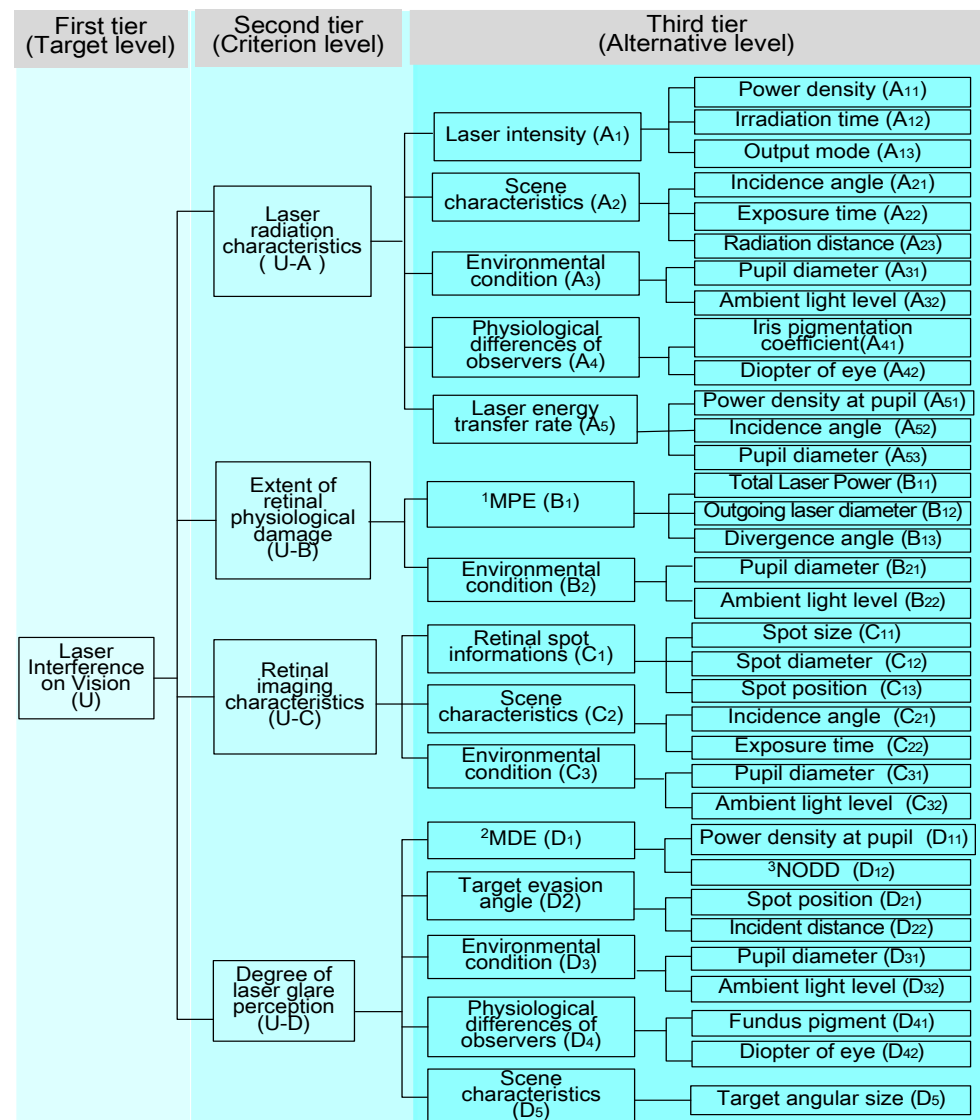 First tier
(Target level)
Second tier
(Criterion level)
Third tier
(Alternative level)
Laser
Interference
on Vision
(U)
Laser
radiation
characteristics
( U-A )
Laser intensity (A1)
Power density (A11)
Irradiation time (A12)
Output mode (A13)
Scene
characteristics (A2)
Incidence angle (A21)
Exposure time (A22)
Radiation distance (A23)
Environmental
condition (A3)
Pupil diameter (A31)
Ambient light level (A32)
Physiological
differences of
observers (A4)
Iris pigmentation
coefficient(A41)
Diopter of eye (A42)
Laser energy
transfer rate (A5)
Power density at pupil (A51)
Incidence angle (A52)
Pupil diameter (A53)
Extent of
retinal
physiological
damage
(U-B)
¹MPE (B1)
Total Laser Power (B11)
Outgoing laser diameter (B12)
Divergence angle (B13)
Environmental
condition (B2)
Pupil diameter (B21)
Ambient light level (B22)
Retinal
imaging
characteristics
(U-C)
Retinal spot
informations (C1)
Spot size (C11)
Spot diameter (C12)
Spot position (C13)
Scene
characteristics (C2)
Incidence angle (C21)
Exposure time (C22)
Environmental
condition (C3)
Pupil diameter (C31)
Ambient light level (C32)
Degree of
laser glare
perception
(U-D)
²MDE (D1)
Power density at pupil (D11)
³NODD (D12)
Target evasion
angle (D2)
Spot position (D21)
Incident distance (D22)
Environmental
condition (D3)
Pupil diameter (D31)
Ambient light level (D32)
Physiological
differences of
observers (D4)
Fundus pigment (D41)
Diopter of eye (D42)
Scene
characteristics
(D5)
Target angular size (D5)